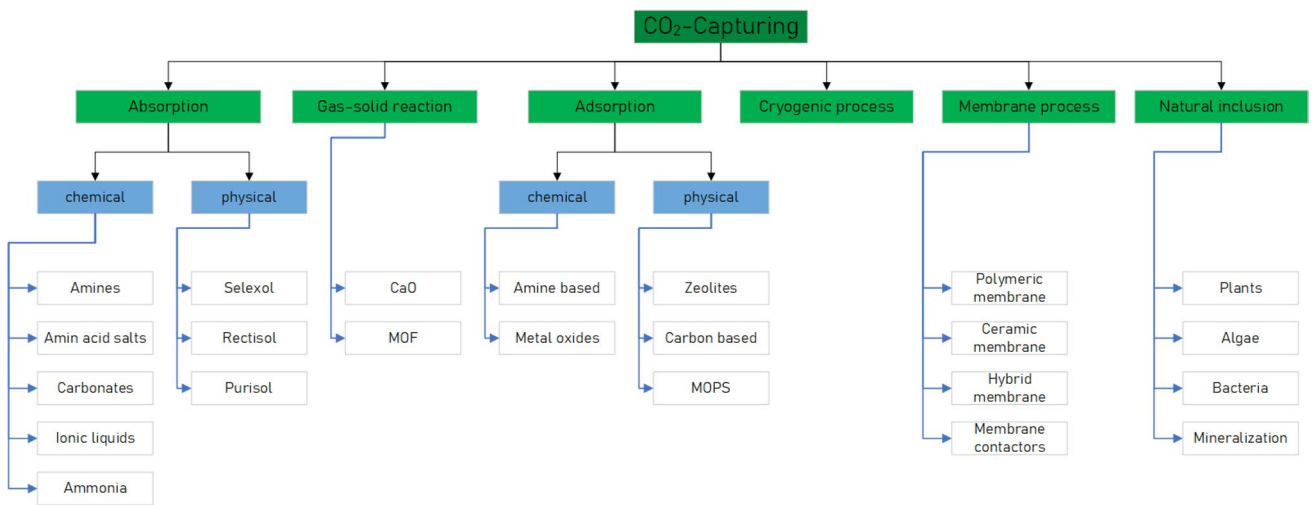 CO₂-Capturing
Absorption
Gas-solid reaction
Adsorption
Cryogenic process
Membrane process
Natural inclusion
chemical
physical
chemical
physical
Amines
Amin acid salts
Carbonates
Ionic liquids
Ammonia
Selexol
Rectisol
Purisol
CaO
MOF
Amine based
Metal oxides
Zeolites
Carbon based
MOPS
Polymeric
membrane
Ceramic
membrane
Hybrid
membrane
Membrane
contactors
Plants
Algae
Bacteria
Mineralization